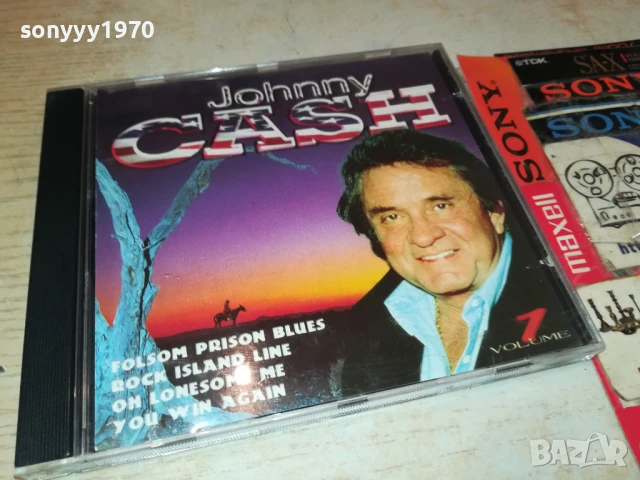 sonyyy1970
Johnny
CASH
FOLSOM PRISON BLUES
ROCK ISLAND LINE
OH LONESOME ME
YOU WIN AGAIN
1
VOLUME
TDK
SA-X
SONY
SONY
maxell
BAZAR